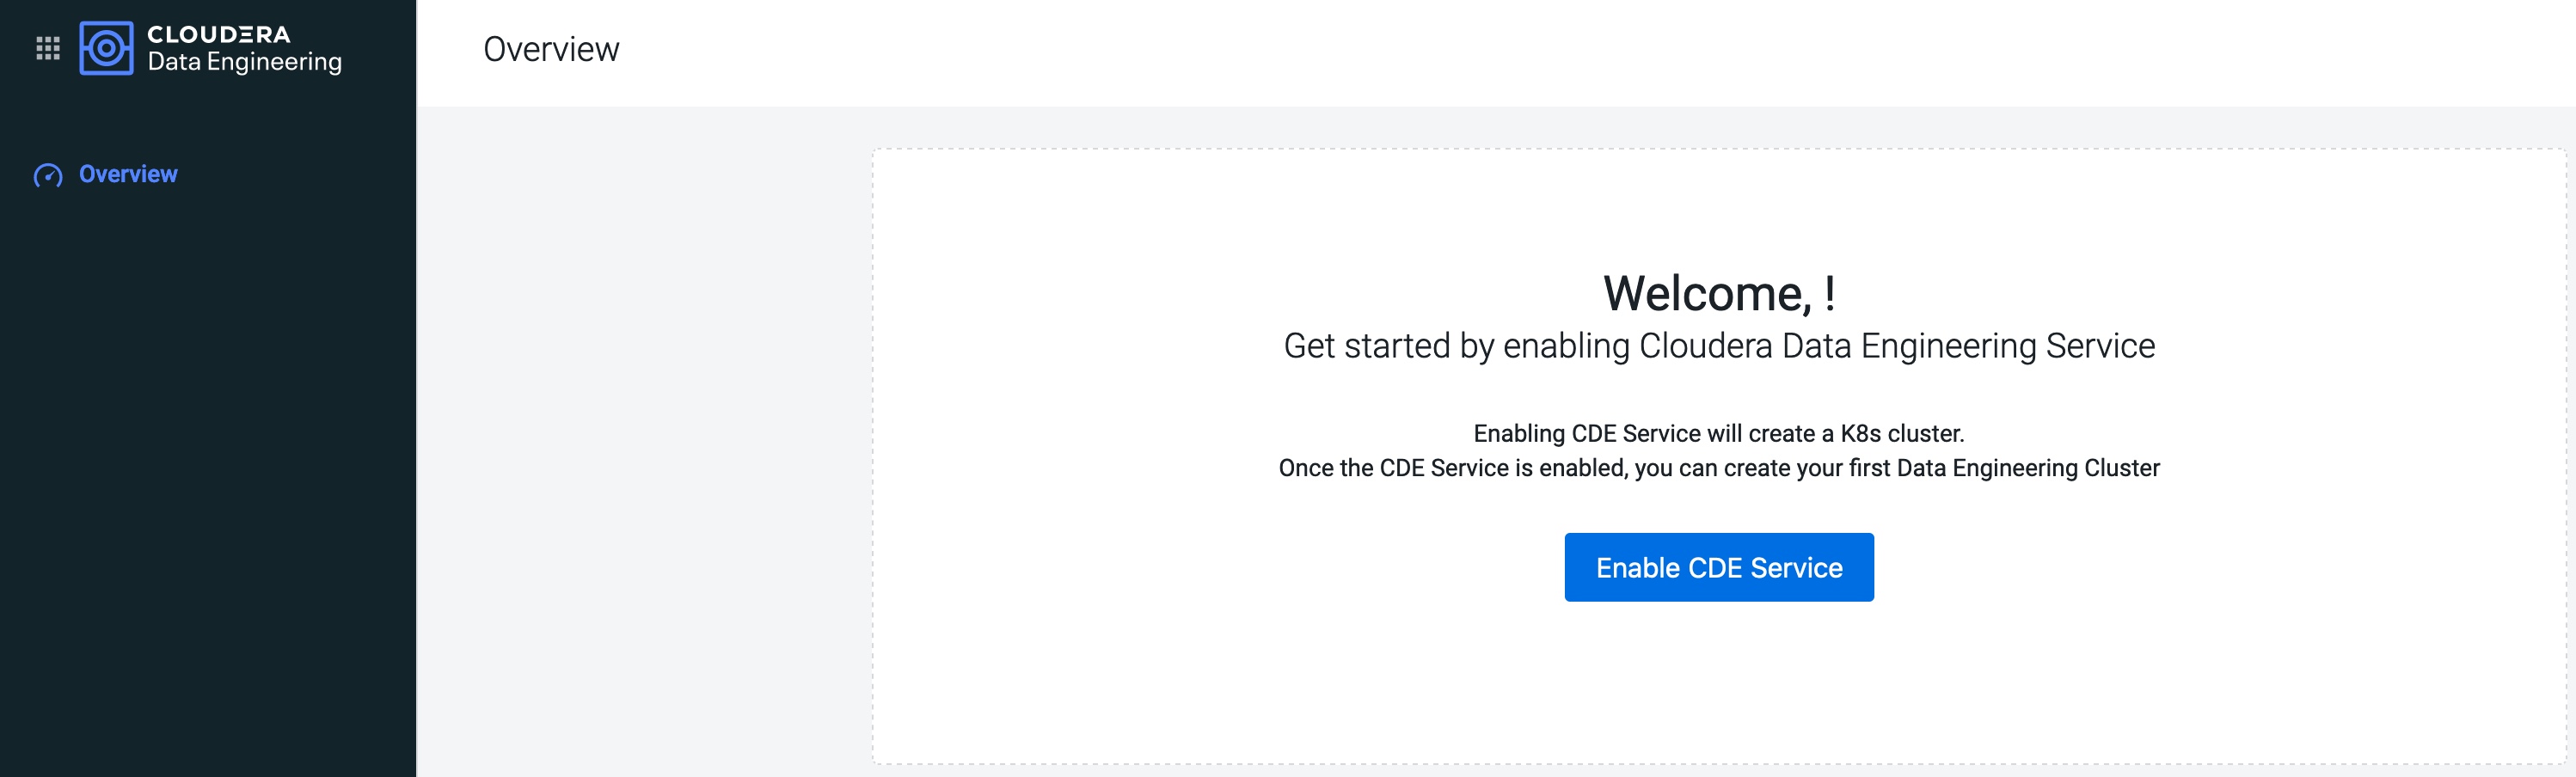 CLOUDERA
Data Engineering
Overview
Overview
Welcome, !
Get started by enabling Cloudera Data Engineering Service
Enabling CDE Service will create a K8s cluster.
Once the CDE Service is enabled, you can create your first Data Engineering Cluster
Enable CDE Service